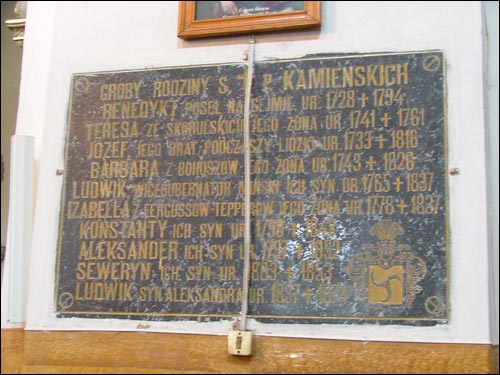 GROBY RODZINY Ś. P. KAMIEŃSKICH
BENEDYKT POSEŁ NA SEJMIE UR. 1728 + 1794
TERESA ZE SKORULSKICH JEGO ŻONA UR. 1741 + 1761
JÓZEF JEGO BRAT PODCZASZY LIDZKI UR. 1733 + 1818
BARBARA Z BOHUSZÓW JEGO ŻONA UR. 1743 + 1826
LUDWIK WICEGUBERNATOR MIŃSKI ICH SYN UR. 1765 + 1837
IZABELLA Z FERGUSSÓW TEPPERÓW JEGO ŻONA UR. 1778 + 1837
KONSTANTY ICH SYN UR.
ALEKSANDER ICH SYN UR.
SEWERYN ICH SYN UR.
LUDWIK SYN ALEKSANDRA UR.